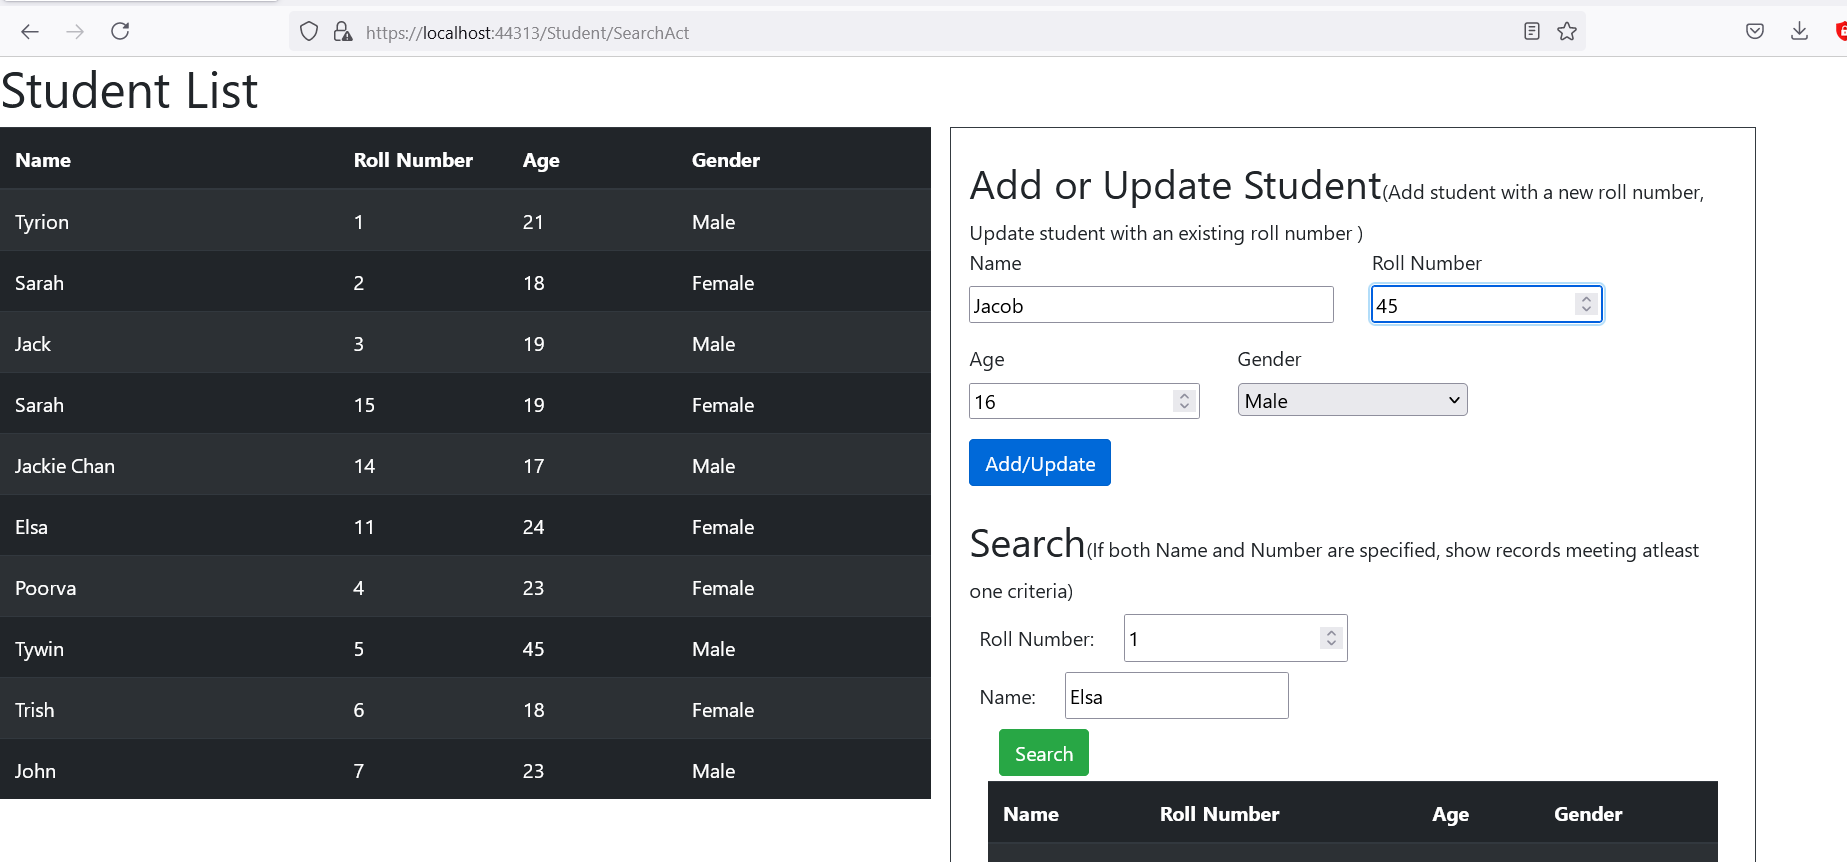 https://localhost:44313/Student/SearchAct
Student List
Name Roll Number Age Gender
Tyrion 1 21 Male
Sarah 2 18 Female
Jack 3 19 Male
Sarah 15 19 Female
Jackie Chan 14 17 Male
Elsa 11 24 Female
Poorva 4 23 Female
Tywin 5 45 Male
Trish 6 18 Female
John 7 23 Male
Add or Update Student(Add student with a new roll number,
Update student with an existing roll number )
Name Roll Number
Jacob 45
Age Gender
16 Male
Add/Update
Search(If both Name and Number are specified, show records meeting atleast
one criteria)
Roll Number: 1
Name: Elsa
Search
Name Roll Number Age Gender